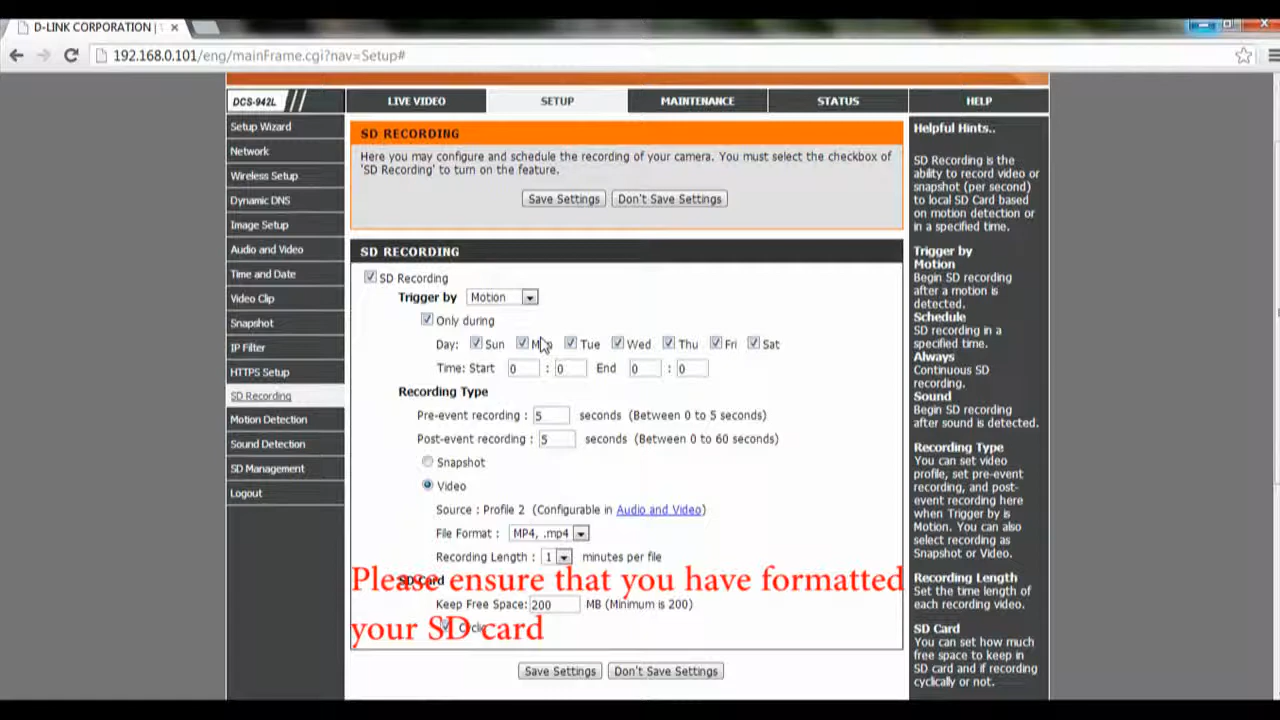 D-LINK CORPORATION |
192.168.0.101/eng/mainFrame.cgi?nav=Setup#
DCS-942L
LIVE VIDEO
SETUP
MAINTENANCE
STATUS
HELP
Setup Wizard
Network
Wireless Setup
Dynamic DNS
Image Setup
Audio and Video
Time and Date
Video Clip
Snapshot
IP Filter
HTTPS Setup
SD Recording
Motion Detection
Sound Detection
SD Management
Logout
SD RECORDING
Here you may configure and schedule the recording of your camera. You must select the checkbox of
'SD Recording' to turn on the feature.
Save Settings Don't Save Settings
SD RECORDING
SD Recording
Trigger by Motion
Only during
Day: Sun Mon Tue Wed Thu Fri Sat
Time: Start 0 : 0 End 0 : 0
Recording Type
Pre-event recording : 5 seconds (Between 0 to 5 seconds)
Post-event recording : 5 seconds (Between 0 to 60 seconds)
Snapshot
Video
Source : Profile 2 (Configurable in Audio and Video)
File Format : MP4, .mp4
Recording Length : 1 minutes per file
SD Card
Please ensure that you have formatted
Keep Free Space: 200 MB (Minimum is 200)
Cyclic
your SD card
Save Settings Don't Save Settings
Helpful Hints..
SD Recording is the
ability to record video or
snapshot (per second)
to local SD Card based
on motion detection or
in a specified time.
Trigger by
Motion
Begin SD recording
after a motion is
detected.
Schedule
SD recording in a
specified time.
Always
Continuous SD
recording.
Sound
Begin SD recording
after sound is detected.
Recording Type
You can set video
profile, set pre-event
recording, and post-
event recording here
when Trigger by is
Motion. You can also
select recording as
Snapshot or Video.
Recording Length
Set the time length of
each recording video.
SD Card
You can set how much
free space to keep in
SD card and if recording
cyclically or not.